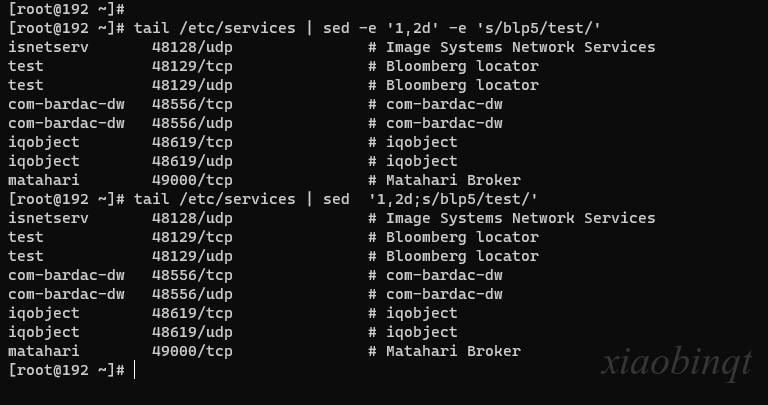 [root@192 ~]#
[root@192 ~]# tail /etc/services | sed -e '1,2d' -e 's/blp5/test/'
isnetserv       48128/udp               # Image Systems Network Services
test            48129/tcp               # Bloomberg locator
test            48129/udp               # Bloomberg locator
com-bardac-dw   48556/tcp               # com-bardac-dw
com-bardac-dw   48556/udp               # com-bardac-dw
iqobject        48619/tcp               # iqobject
iqobject        48619/udp               # iqobject
matahari        49000/tcp               # Matahari Broker
[root@192 ~]# tail /etc/services | sed  '1,2d;s/blp5/test/'
isnetserv       48128/udp               # Image Systems Network Services
test            48129/tcp               # Bloomberg locator
test            48129/udp               # Bloomberg locator
com-bardac-dw   48556/tcp               # com-bardac-dw
com-bardac-dw   48556/udp               # com-bardac-dw
iqobject        48619/tcp               # iqobject
iqobject        48619/udp               # iqobject
matahari        49000/tcp               # Matahari Broker
[root@192 ~]#
xiaobinqt